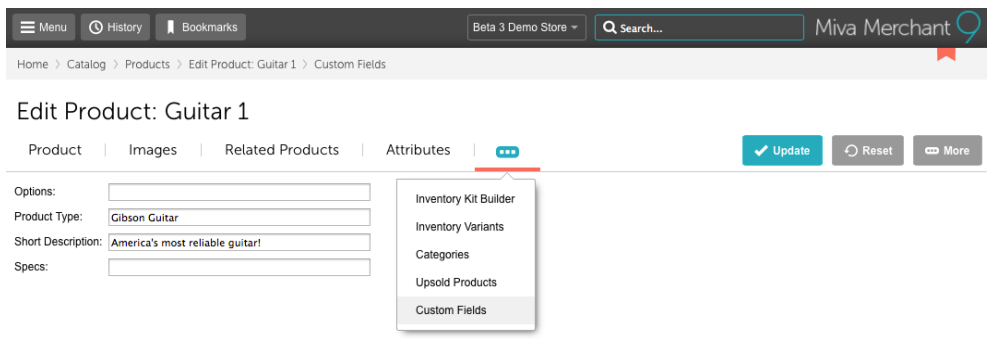 Menu History Bookmarks Beta 3 Demo Store Search... Miva Merchant 9
Home > Catalog > Products > Edit Product: Guitar 1 > Custom Fields
Edit Product: Guitar 1
Product | Images | Related Products | Attributes | Update Reset More
Options:
Product Type: Gibson Guitar
Short Description: America's most reliable guitar!
Specs:
Inventory Kit Builder
Inventory Variants
Categories
Upsold Products
Custom Fields